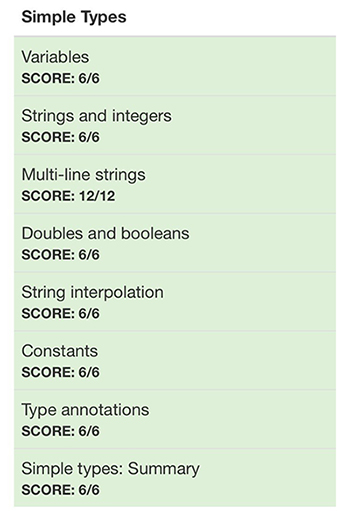 Simple Types
Variables
SCORE: 6/6
Strings and integers
SCORE: 6/6
Multi-line strings
SCORE: 12/12
Doubles and booleans
SCORE: 6/6
String interpolation
SCORE: 6/6
Constants
SCORE: 6/6
Type annotations
SCORE: 6/6
Simple types: Summary
SCORE: 6/6